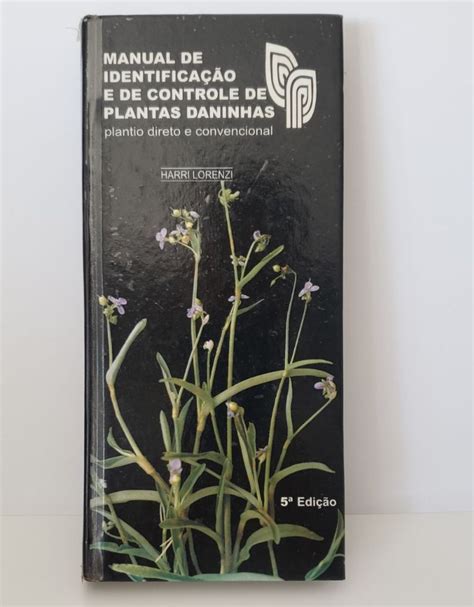 MANUAL DE
IDENTIFICAÇÃO
E DE CONTROLE DE
PLANTAS DANINHAS
plantio direto e convencional
HARRI LORENZI
5ª Edição